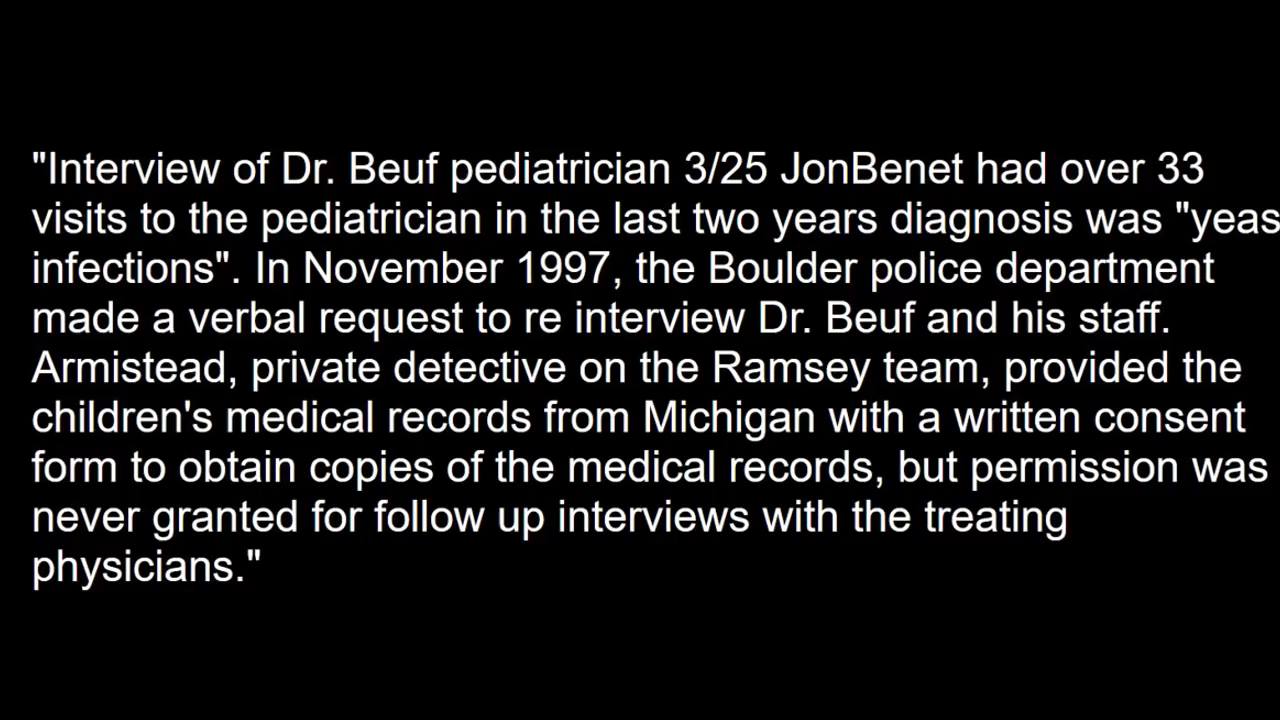 "Interview of Dr. Beuf pediatrician 3/25 JonBenet had over 33
visits to the pediatrician in the last two years diagnosis was "yeas
infections". In November 1997, the Boulder police department
made a verbal request to re interview Dr. Beuf and his staff.
Armistead, private detective on the Ramsey team, provided the
children's medical records from Michigan with a written consent
form to obtain copies of the medical records, but permission was
never granted for follow up interviews with the treating
physicians."